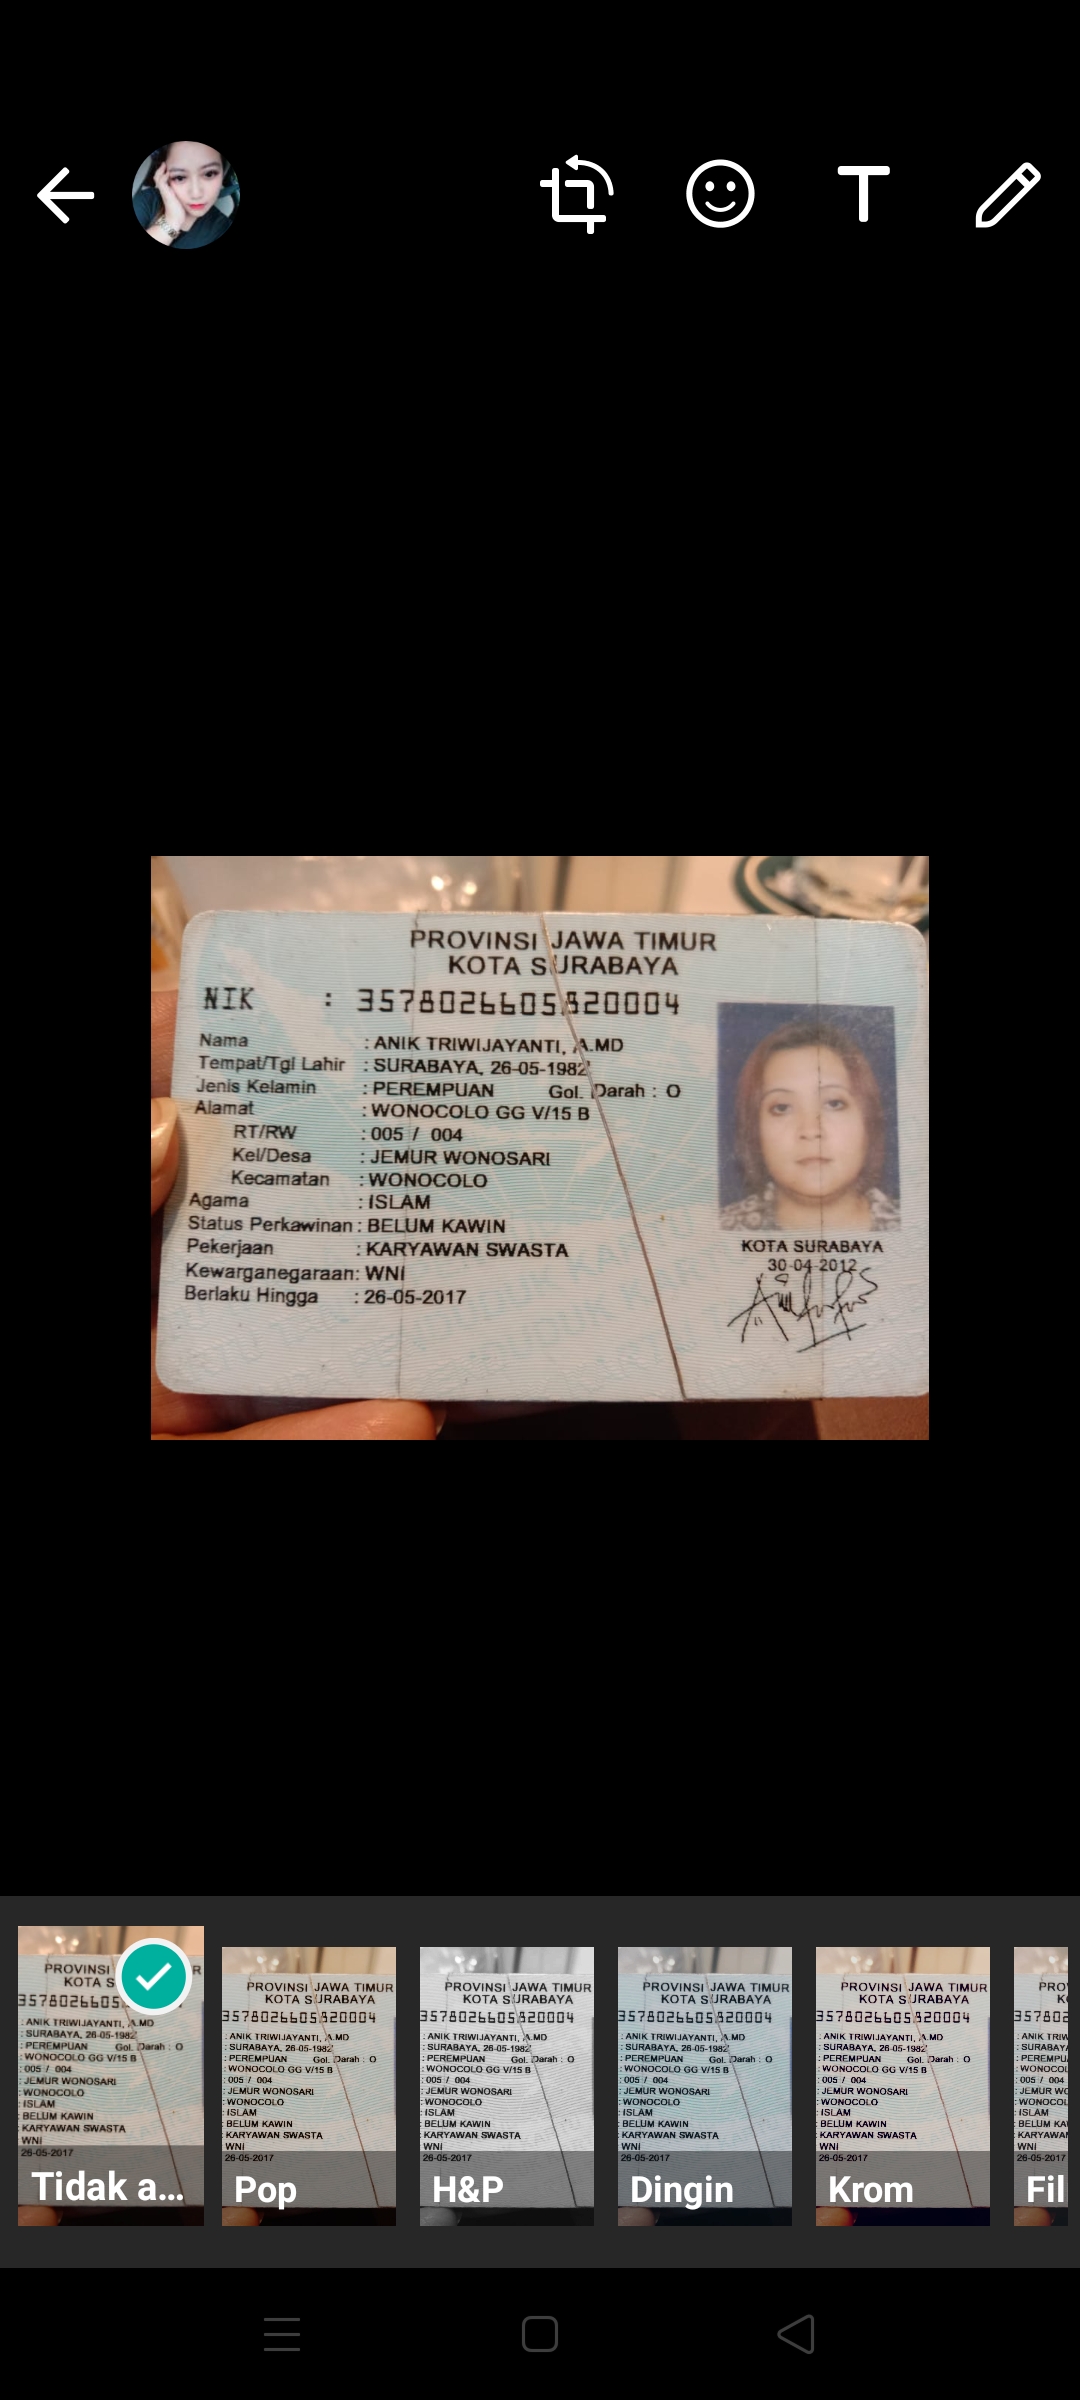 T
PROVINSI JAWA TIMUR
KOTA SURABAYA
NIK : 3578026605820004
Nama : ANIK TRIWIJAYANTI, A.MD
Tempat/Tgl Lahir : SURABAYA, 26-05-1982
Jenis Kelamin : PEREMPUAN Gol. Darah : O
Alamat : WONOCOLO GG V/15 B
RT/RW : 005 / 004
Kel/Desa : JEMUR WONOSARI
Kecamatan : WONOCOLO
Agama : ISLAM
Status Perkawinan : BELUM KAWIN
Pekerjaan : KARYAWAN SWASTA
Kewarganegaraan: WNI
Berlaku Hingga : 26-05-2017
KOTA SURABAYA
30-04-2012
Tidak a...
Pop
H&P
Dingin
Krom
Fil